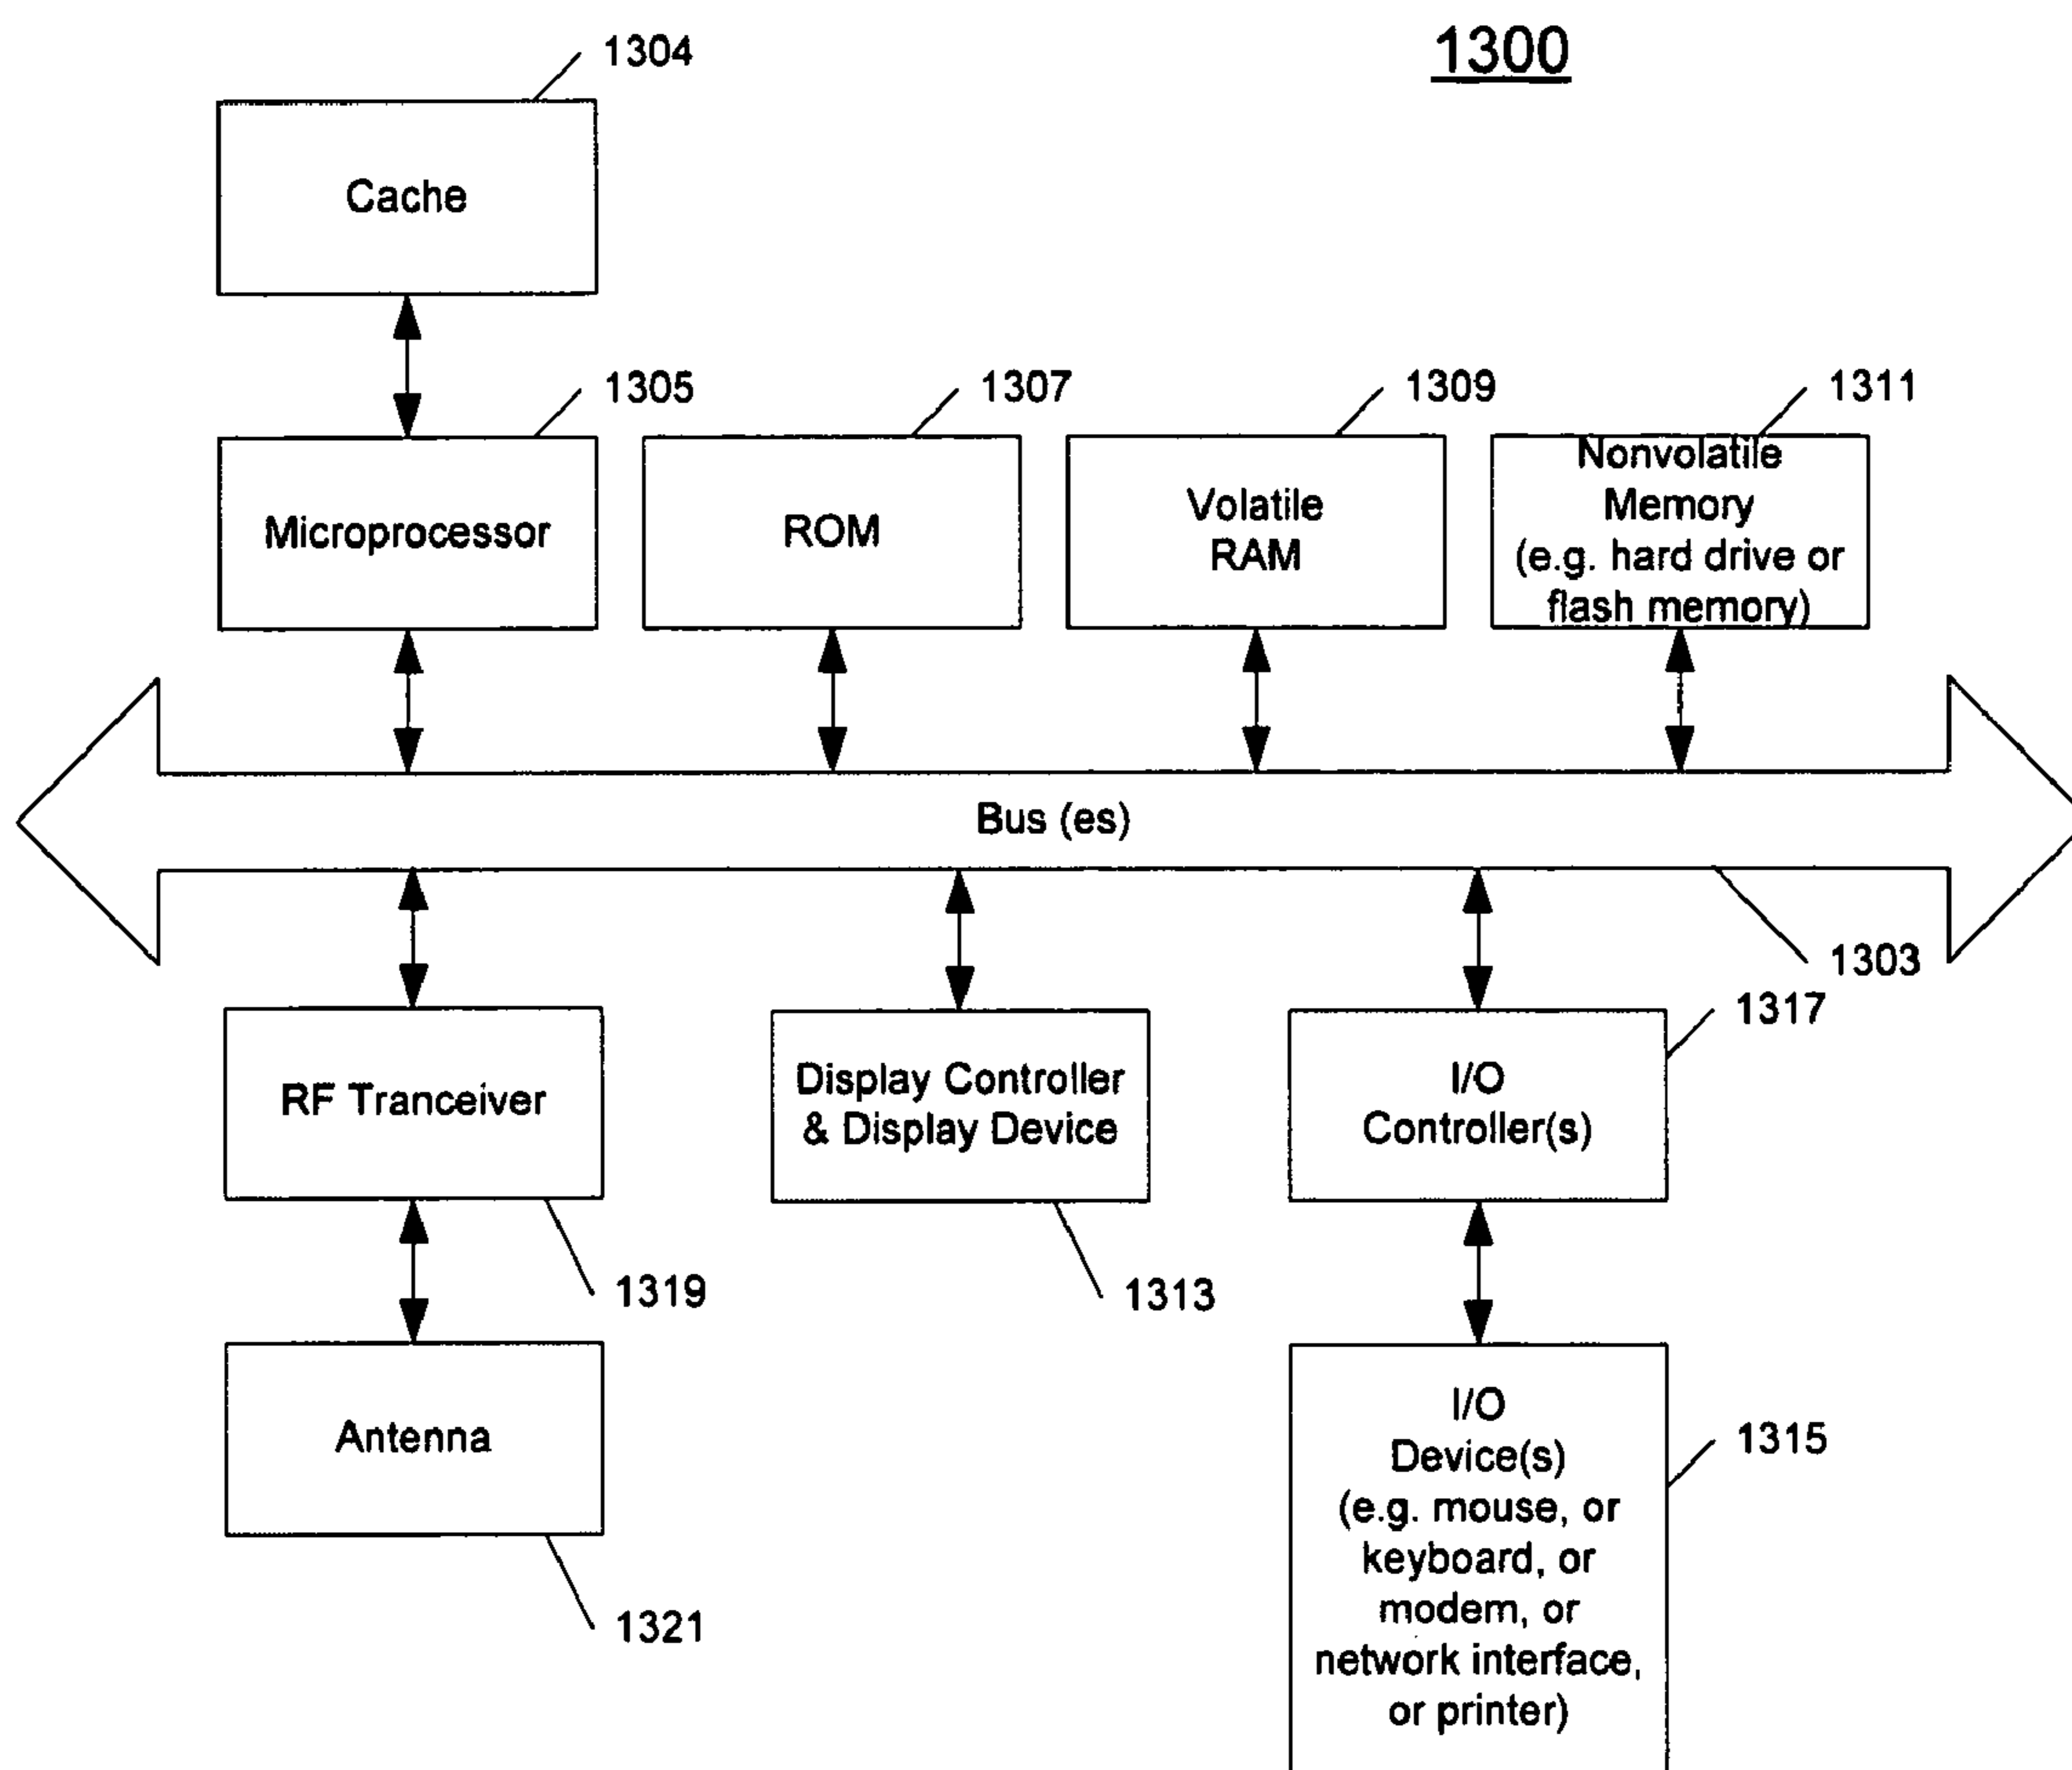 1300
1304
Cache
1305
1307
1309
1311
Microprocessor
ROM
Volatile
RAM
Nonvolatile
Memory
(e.g. hard drive or
flash memory)
Bus (es)
1303
1317
RF Tranceiver
Display Controller
& Display Device
I/O
Controller(s)
1319
1313
Antenna
I/O
Device(s)
(e.g. mouse, or
keyboard, or
modem, or
network interface,
or printer)
1315
1321